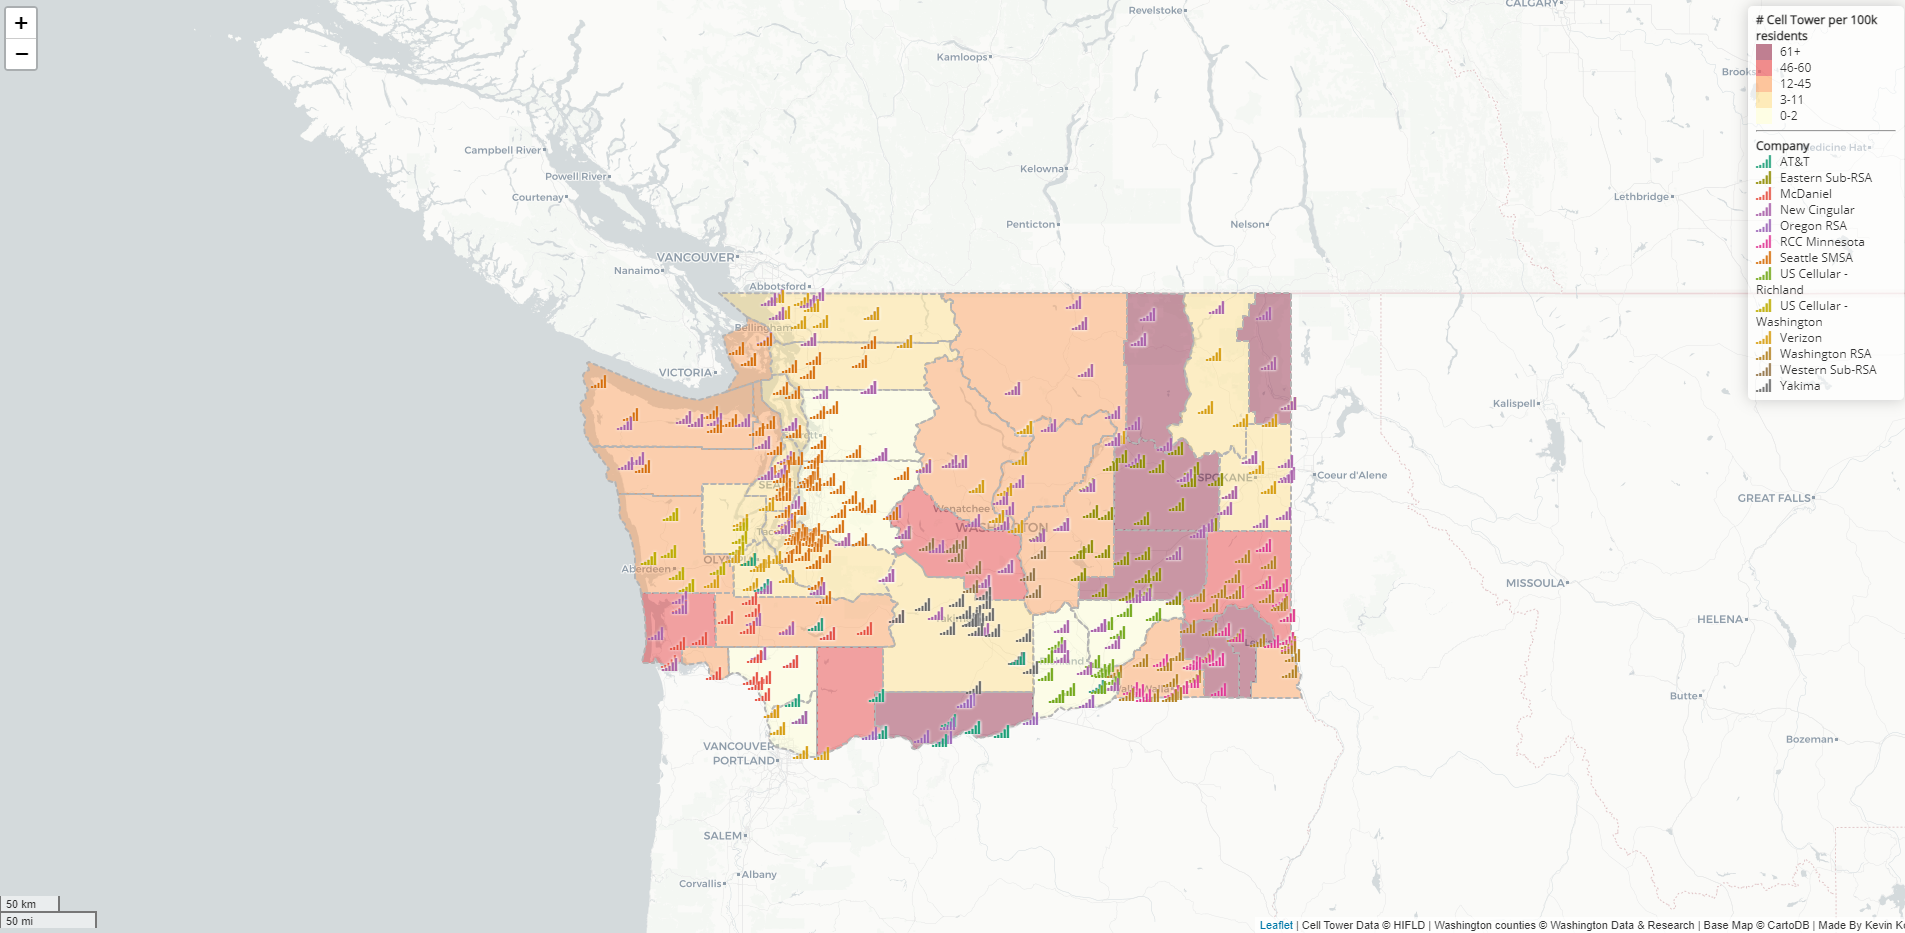 +
−
Revelstoke
CALGARY
Kamloops
Brooks
Campbell River
Medicine Hat
Powell River
Kelowna
Courtenay
Lethbridge
Penticton
Nelson
VANCOUVER
Nanaimo
Abbotsford
Bellingham
VICTORIA
Kalispell
SPOKANE
Coeur d'Alene
GREAT FALLS
Wenatchee
WASHINGTON
Aberdeen
MISSOULA
HELENA
Butte
VANCOUVER
PORTLAND
Bozeman
SALEM
Albany
Corvallis
# Cell Tower per 100k
residents
61+
46-60
12-45
3-11
0-2
Company
AT&T
Eastern Sub-RSA
McDaniel
New Cingular
Oregon RSA
RCC Minnesota
Seattle SMSA
US Cellular -
Richland
US Cellular -
Washington
Verizon
Washington RSA
Western Sub-RSA
Yakima
50 km
50 mi
Leaflet | Cell Tower Data © HIFLD | Washington counties © Washington Data & Research | Base Map © CartoDB | Made By Kevin